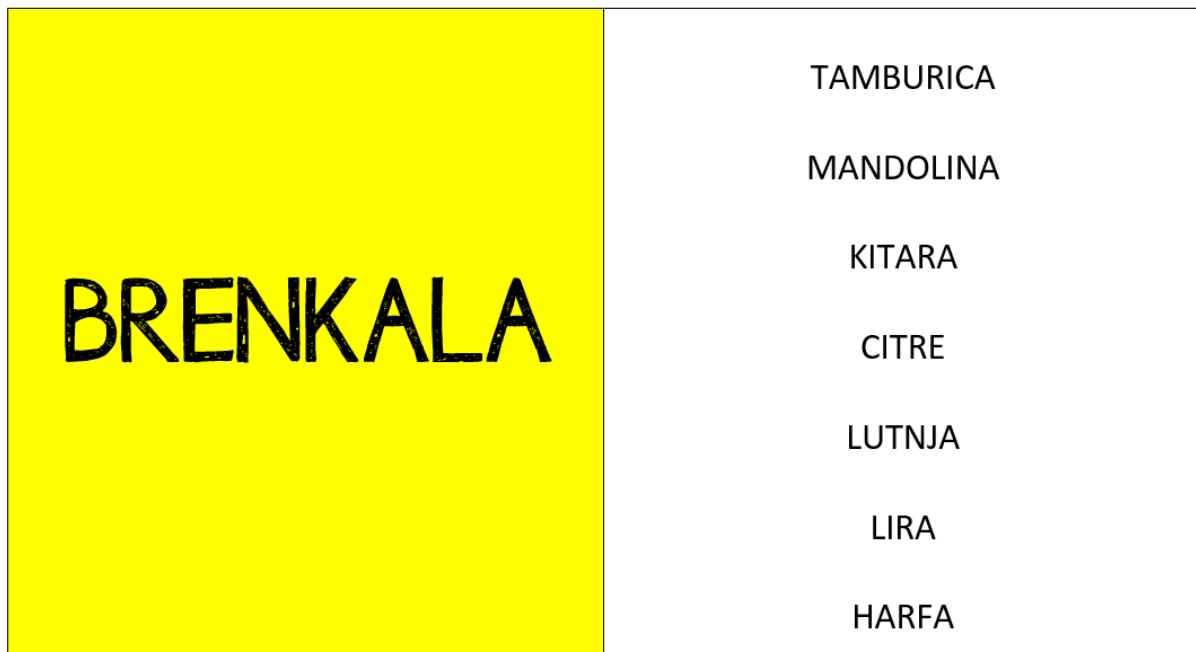 BRENKALA
TAMBURICA
MANDOLINA
KITARA
CITRE
LUTNJA
LIRA
HARFA